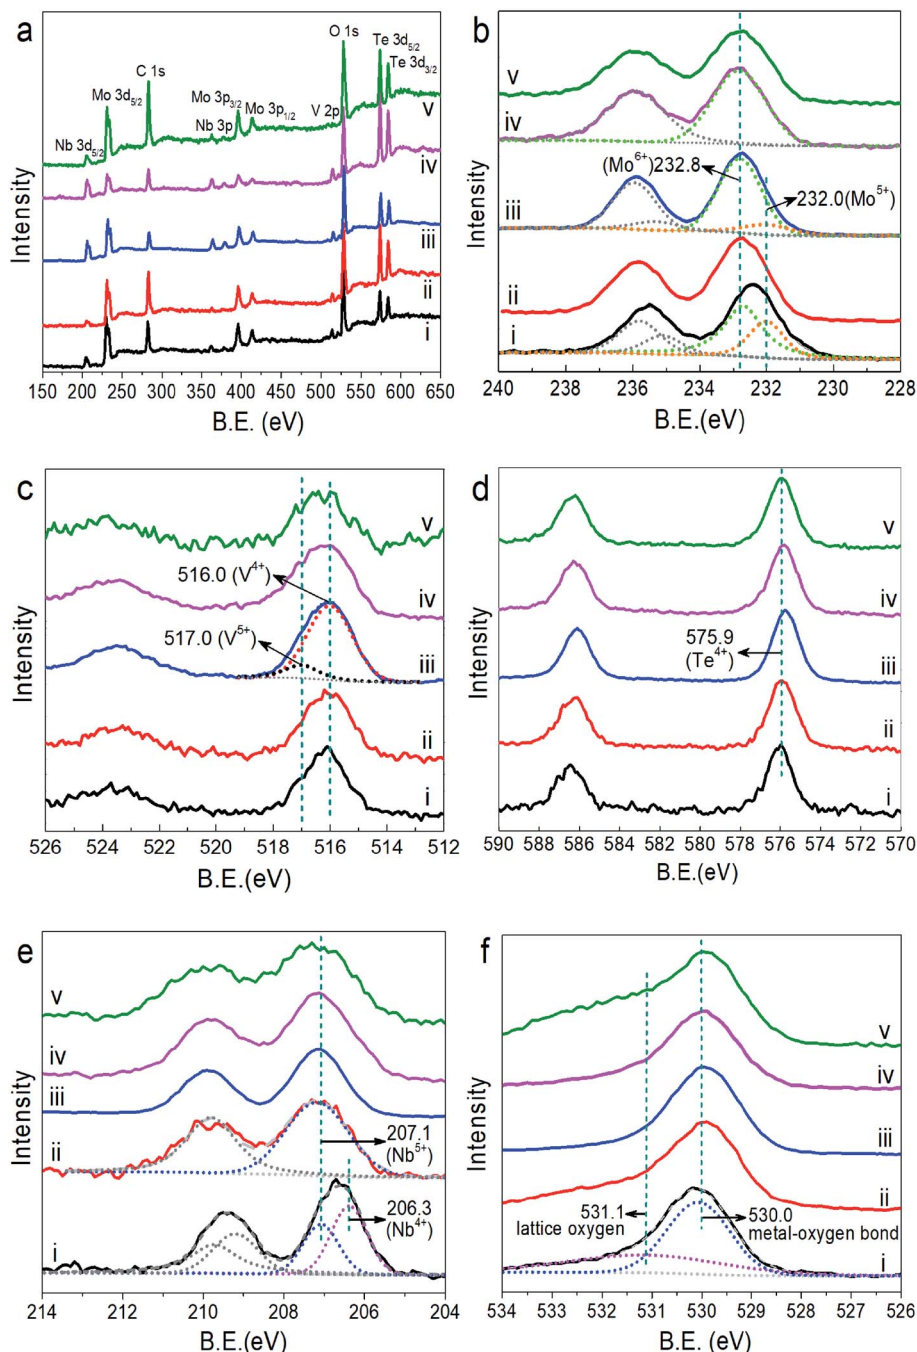 a
O 1s
Te 3d5/2
Te 3d3/2
C 1s
Mo 3d5/2
Mo 3p3/2
Mo 3p1/2
V 2p
Nb 3p
Nb 3d5/2
v
iv
iii
ii
i
Intensity
150 200 250 300 350 400 450 500 550 600 650
B.E. (eV)
b
v
iv
(Mo6+)232.8
232.0(Mo5+)
iii
ii
i
Intensity
240 238 236 234 232 230 228
B.E. (eV)
c
v
516.0 (V4+)
iv
517.0 (V5+)
iii
ii
i
Intensity
526 524 522 520 518 516 514 512
B.E.(eV)
d
v
iv
575.9
(Te4+)
iii
ii
i
Intensity
590 588 586 584 582 580 578 576 574 572 570
B.E.(eV)
e
v
iv
iii
ii
207.1
(Nb5+)
206.3
(Nb4+)
i
Intensity
214 212 210 208 206 204
B.E.(eV)
f
v
iv
iii
ii
531.1
lattice oxygen
530.0
metal-oxygen bond
i
Intensity
534 533 532 531 530 529 528 527 526
B.E. (eV)